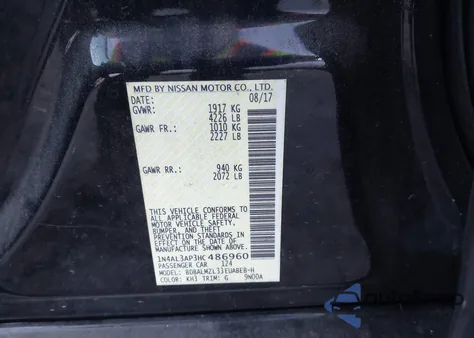 MFD BY NISSAN MOTOR CO., LTD.
DATE: 08/17
GVWR: 1917 KG
4226 LB
GAWR FR: 1010 KG
2227 LB
GAWR RR: 940 KG
2072 LB
THIS VEHICLE CONFORMS TO
ALL APPLICABLE FEDERAL
MOTOR VEHICLE SAFETY,
BUMPER, AND THEFT
PREVENTION STANDARDS IN
EFFECT ON THE DATE OF
MANUFACTURE SHOWN ABOVE.
1N4AL3AP3HC486960
PASSENGER CAR 124
MODEL: BDBALMZL33EUABEB-H
COLOR: KH3 TRIM: G 9N00A